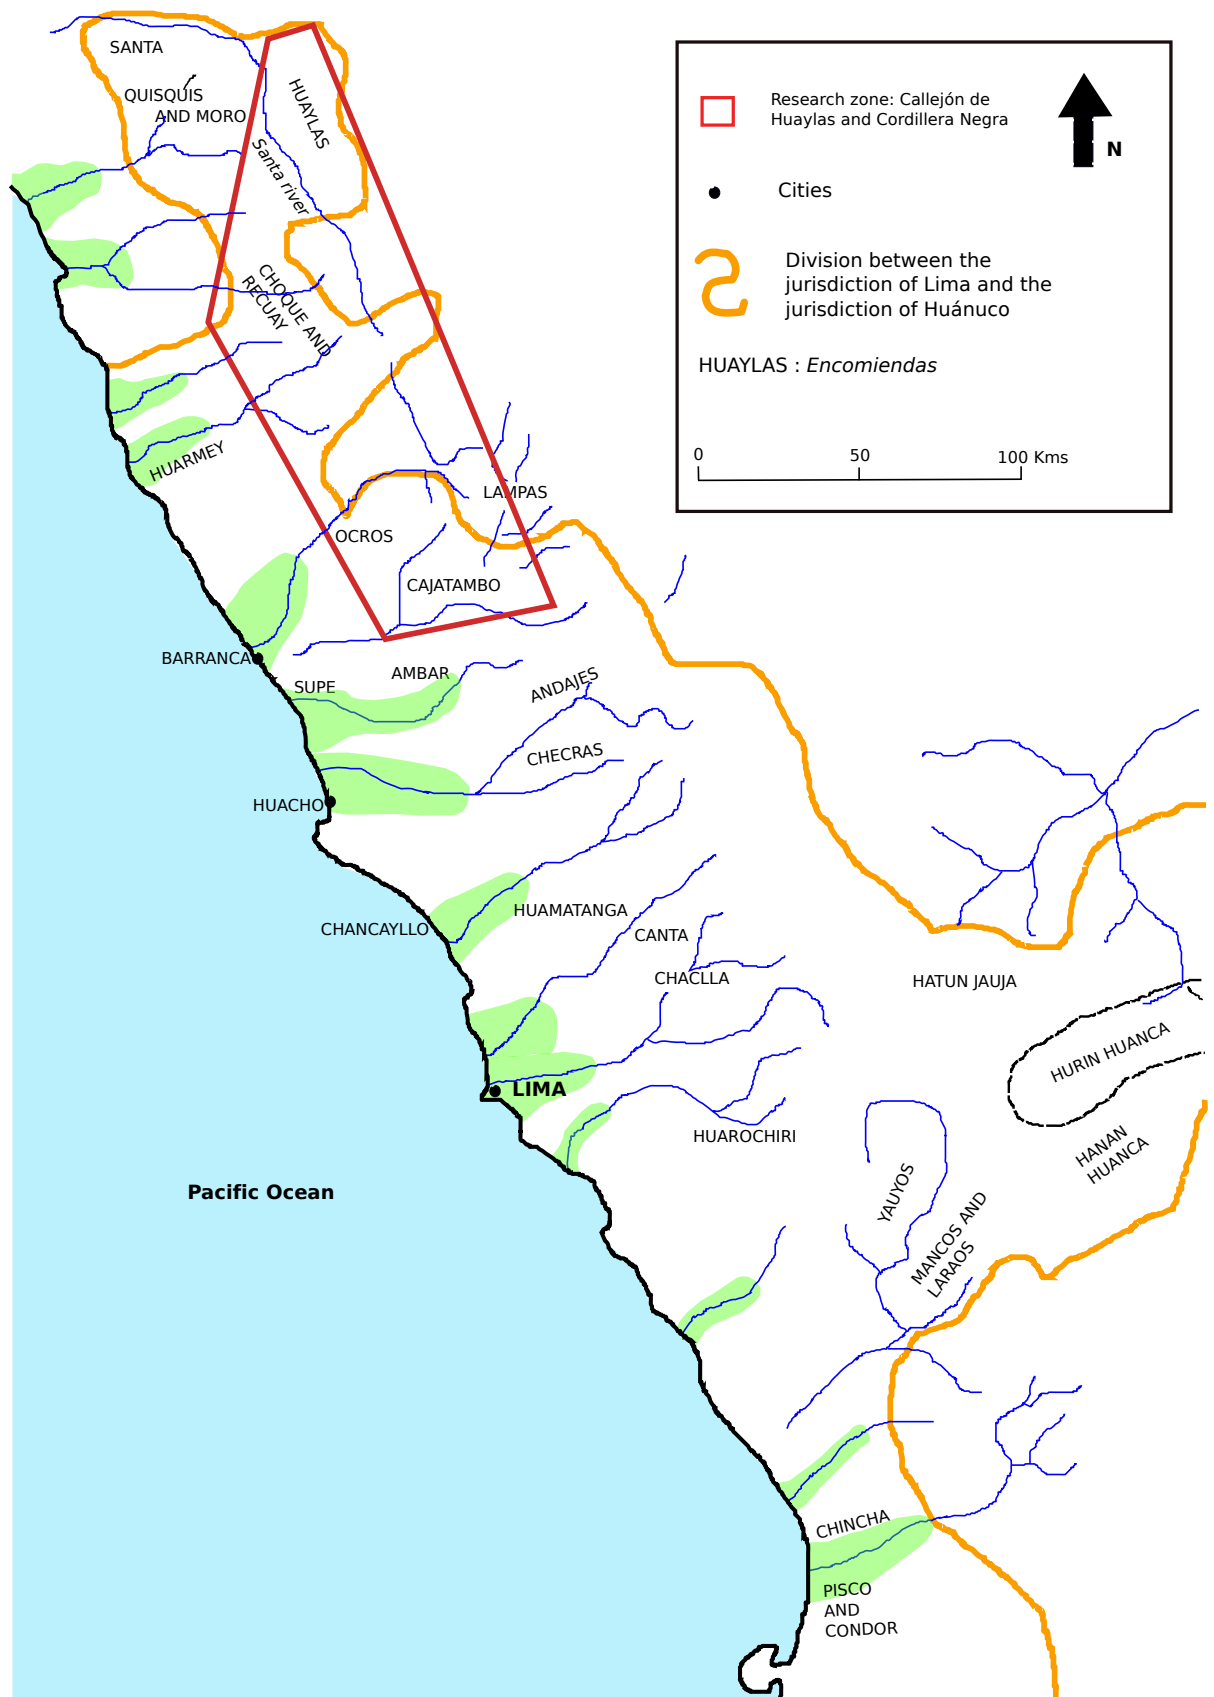 SANTA
QUISQUIS
AND MORO
HUAYLAS
Santa river
CHOQUE AND
RECUAY
HUARMEY
LAMPAS
OCROS
CAJATAMBO
BARRANCA
SUPE
AMBAR
ANDAJES
CHECRAS
HUACHO
HUAMATANGA
CHANCAYLLO
CANTA
CHACLLA
HATUN JAUJA
HURIN HUANCA
LIMA
HUAROCHIRI
HANAN
HUANCA
YAUYOS
MANCOS AND
LARAOS
Pacific Ocean
CHINCHA
PISCO
AND
CONDOR
Research zone: Callejón de
Huaylas and Cordillera Negra
N
Cities
Division between the
jurisdiction of Lima and the
jurisdiction of Huánuco
HUAYLAS : Encomiendas
0 50 100 Kms